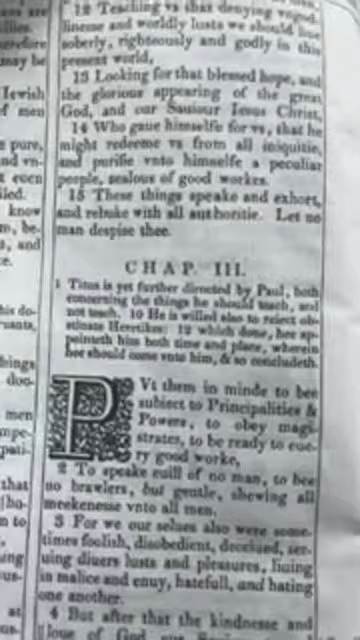 ans are
12 Teaching vs that denying vngod-
linesse and worldly lusts we should liue
soberly, righteously and godly in this
present world,
13 Looking for that blessed hope, and
the glorious appearing of the great
God, and our Sauiour Iesus Christ,
14 Who gaue himselfe for vs, that he
might redeeme vs from all iniquitie,
and purifie vnto himselfe a peculiar
people, zealous of good workes.
15 These things speake and exhort,
and rebuke with all authoritie. Let no
man despise thee.
CHAP. III.
1 Titus is yet further directed by Paul, both
concerning the things he should teach, and
not teach. 10 He is willed also to reiect ob-
stinate Heretikes: 12 which done, hee ap-
pointeth him both time and place, wherein
hee should come vnto him, & so concludeth.
PVt them in minde to bee
subiect to Principalities &
Powers, to obey magi-
strates, to be ready to eue-
ry good worke,
2 To speake euill of no man, to bee
no brawlers, but gentle, shewing all
meekenesse vnto all men.
3 For we our selues also were some-
times foolish, disobedient, deceiued, ser-
uing diuers lusts and pleasures, liuing
in malice and enuy, hatefull, and hating
one another.
4 But after that the kindnesse and
loue of God